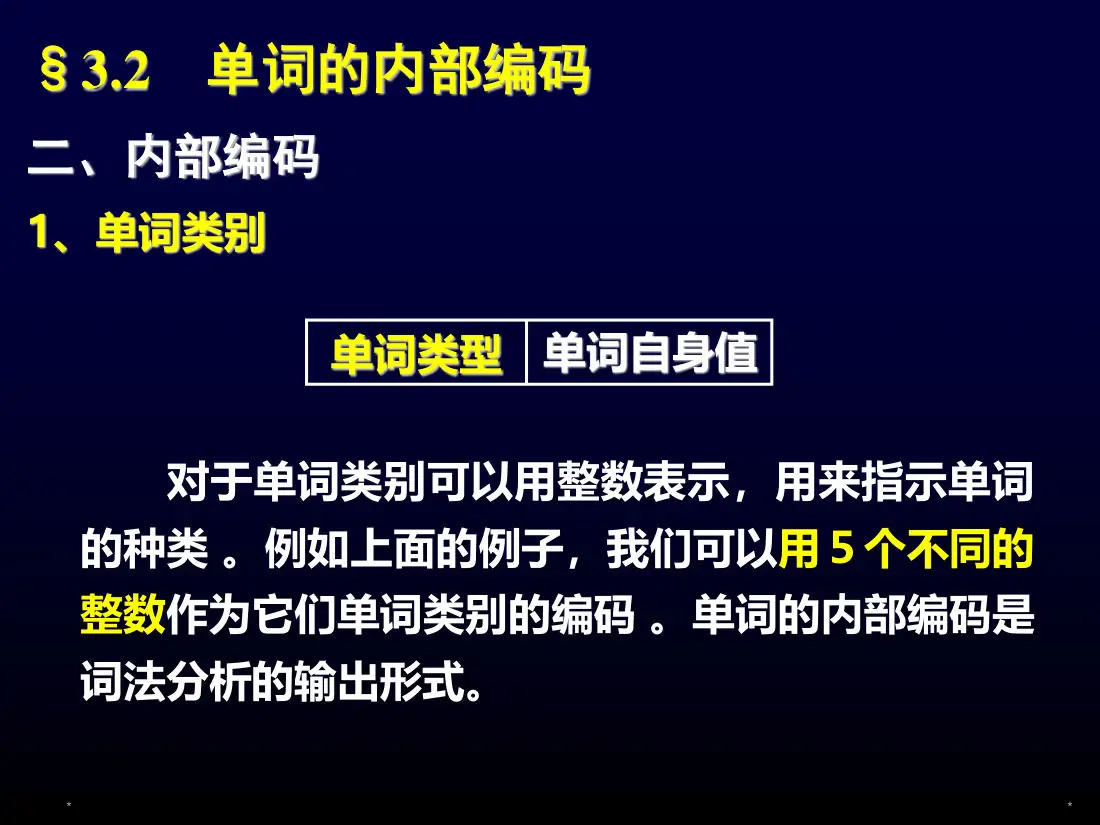 §3.2 单词的内部编码
二、内部编码
1、单词类别
单词类型 单词自身值
对于单词类别可以用整数表示，用来指示单词
的种类 。例如上面的例子，我们可以用 5 个不同的
整数作为它们单词类别的编码 。单词的内部编码是
词法分析的输出形式。
* *